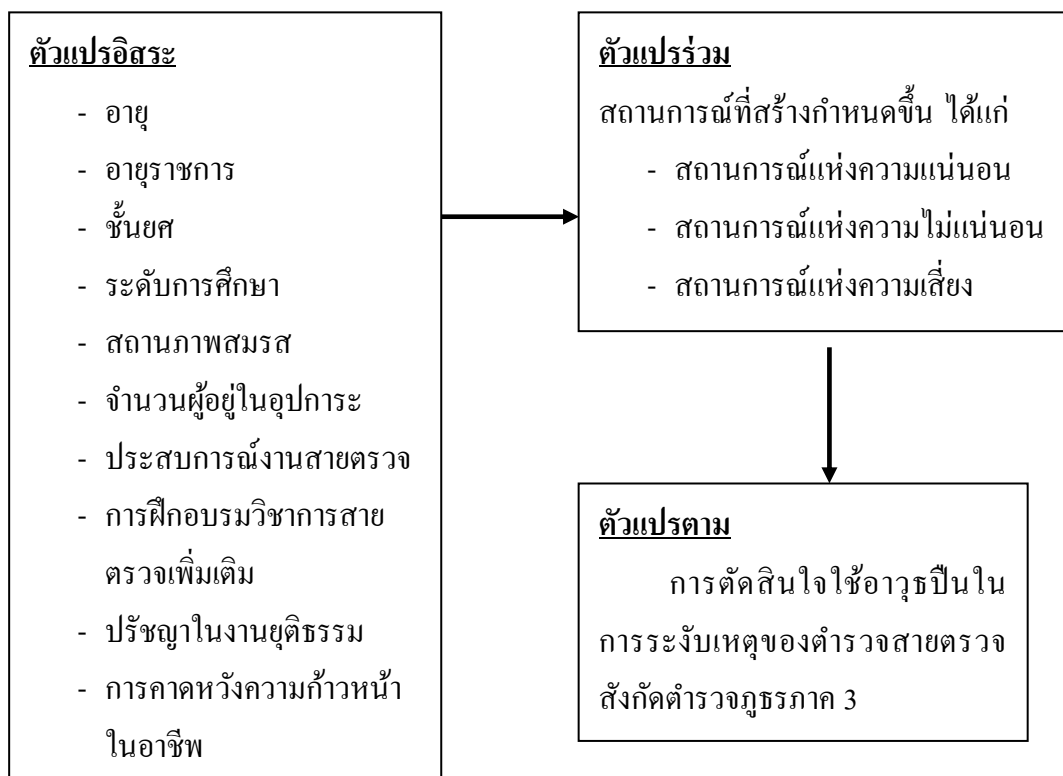 ตัวแปรอิสระ
- อายุ
- อายุราชการ
- ชั้นยศ
- ระดับการศึกษา
- สถานภาพสมรส
- จำนวนผู้อยู่ในอุปการะ
- ประสบการณ์งานสายตรวจ
- การฝึกอบรมวิชาการสาย
ตรวจเพิ่มเติม
- ปรัชญาในงานยุติธรรม
- การคาดหวังความก้าวหน้า
ในอาชีพ
ตัวแปรร่วม
สถานการณ์ที่สร้างกำหนดขึ้น ได้แก่
- สถานการณ์แห่งความแน่นอน
- สถานการณ์แห่งความไม่แน่นอน
- สถานการณ์แห่งความเสี่ยง
ตัวแปรตาม
การตัดสินใจใช้อาวุธปืนใน
การระงับเหตุของตำรวจสายตรวจ
สังกัดตำรวจภูธรภาค 3